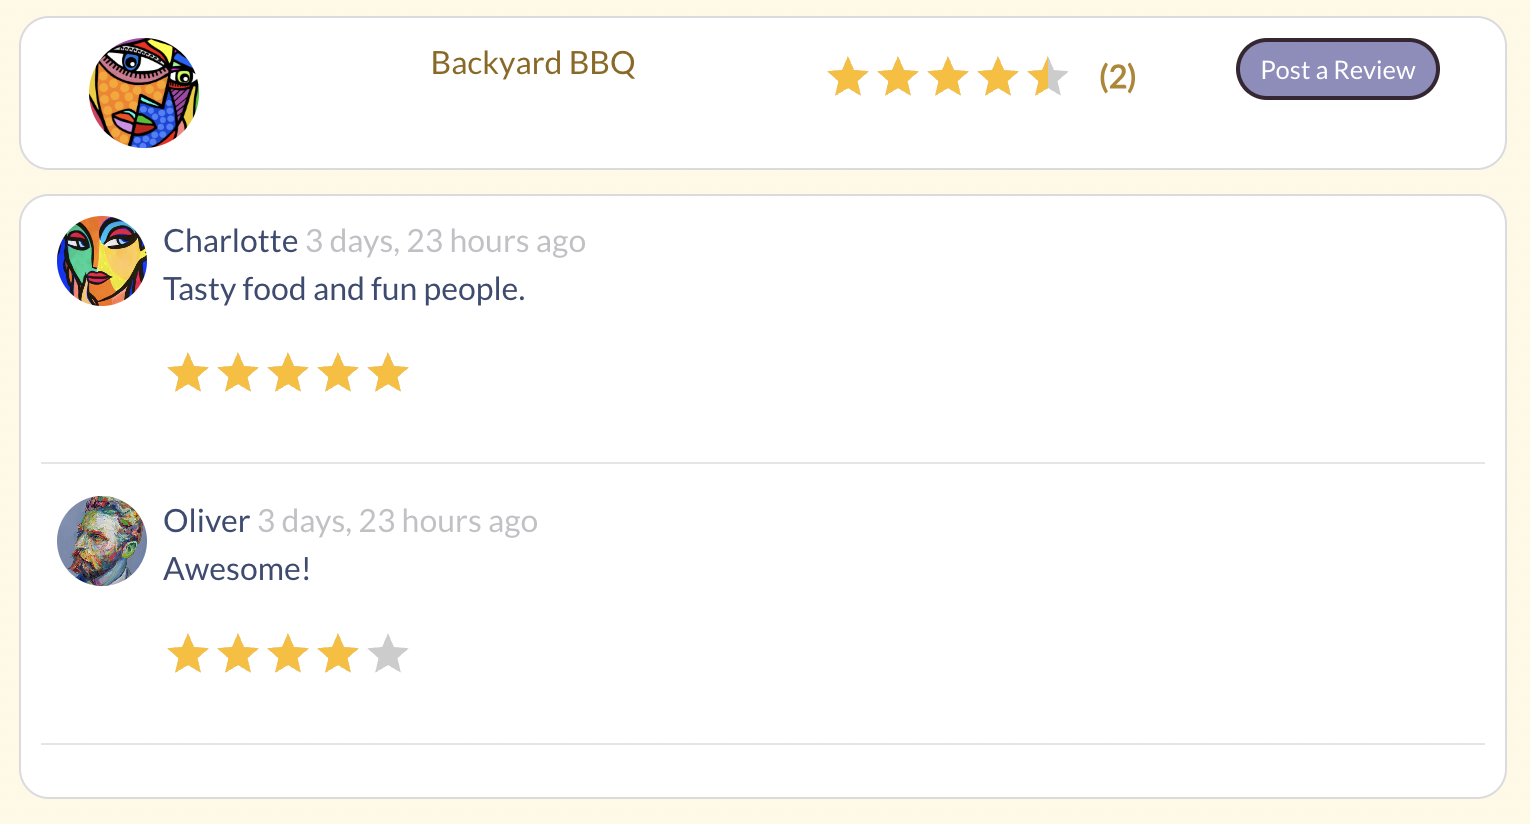 Backyard BBQ
(2)
Post a Review
Charlotte 3 days, 23 hours ago
Tasty food and fun people.
Oliver 3 days, 23 hours ago
Awesome!